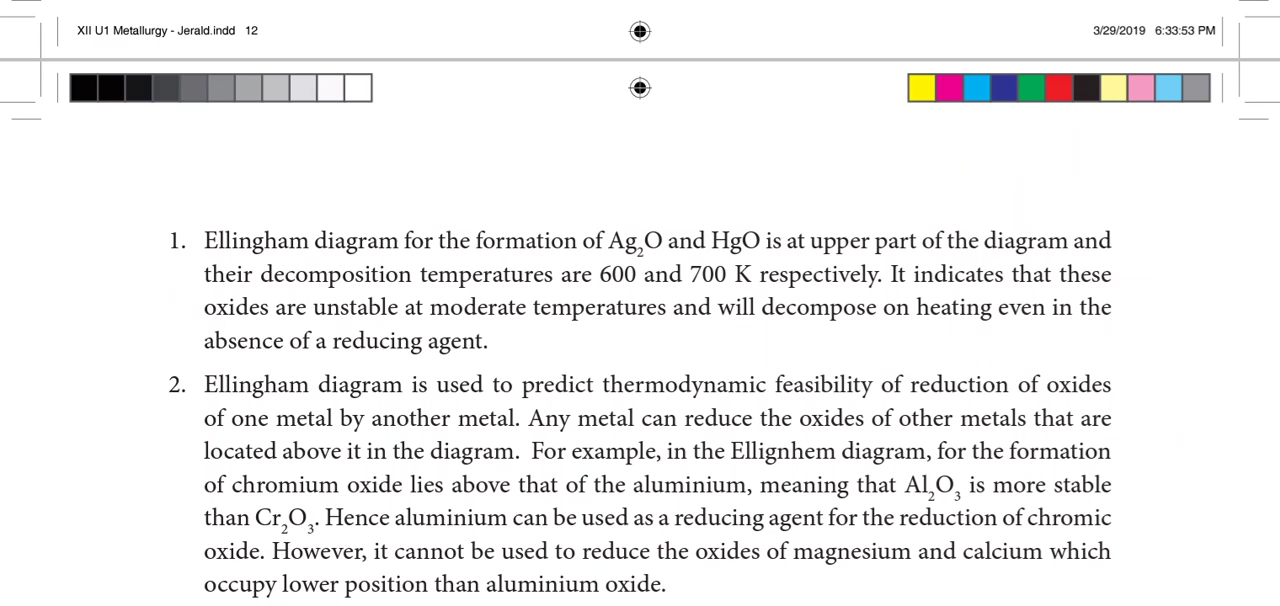 XII U1 Metallurgy - Jerald.indd 12 3/29/2019 6:33:53 PM
1. Ellingham diagram for the formation of Ag₂O and HgO is at upper part of the diagram and
their decomposition temperatures are 600 and 700 K respectively. It indicates that these
oxides are unstable at moderate temperatures and will decompose on heating even in the
absence of a reducing agent.
2. Ellingham diagram is used to predict thermodynamic feasibility of reduction of oxides
of one metal by another metal. Any metal can reduce the oxides of other metals that are
located above it in the diagram. For example, in the Ellignhem diagram, for the formation
of chromium oxide lies above that of the aluminium, meaning that Al₂O₃ is more stable
than Cr₂O₃. Hence aluminium can be used as a reducing agent for the reduction of chromic
oxide. However, it cannot be used to reduce the oxides of magnesium and calcium which
occupy lower position than aluminium oxide.